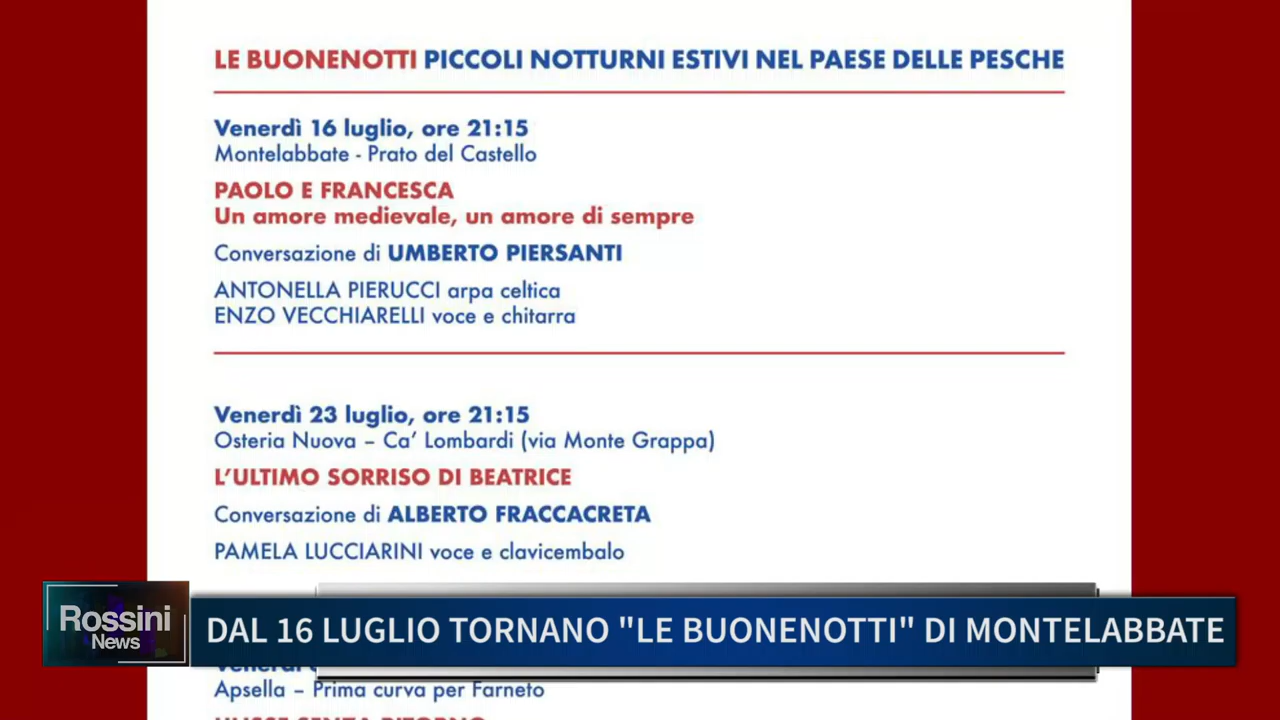 LE BUONENOTTI PICCOLI NOTTURNI ESTIVI NEL PAESE DELLE PESCHE
Venerdì 16 luglio, ore 21:15
Montelabbate - Prato del Castello
PAOLO E FRANCESCA
Un amore medievale, un amore di sempre
Conversazione di UMBERTO PIERSANTI
ANTONELLA PIERUCCI arpa celtica
ENZO VECCHIARELLI voce e chitarra
Venerdì 23 luglio, ore 21:15
Osteria Nuova – Ca’ Lombardi (via Monte Grappa)
L’ULTIMO SORRISO DI BEATRICE
Conversazione di ALBERTO FRACCACRETA
PAMELA LUCCIARINI voce e clavicembalo
Rossini
News
DAL 16 LUGLIO TORNANO "LE BUONENOTTI" DI MONTELABBATE
Apsella – Prima curva per Farneto